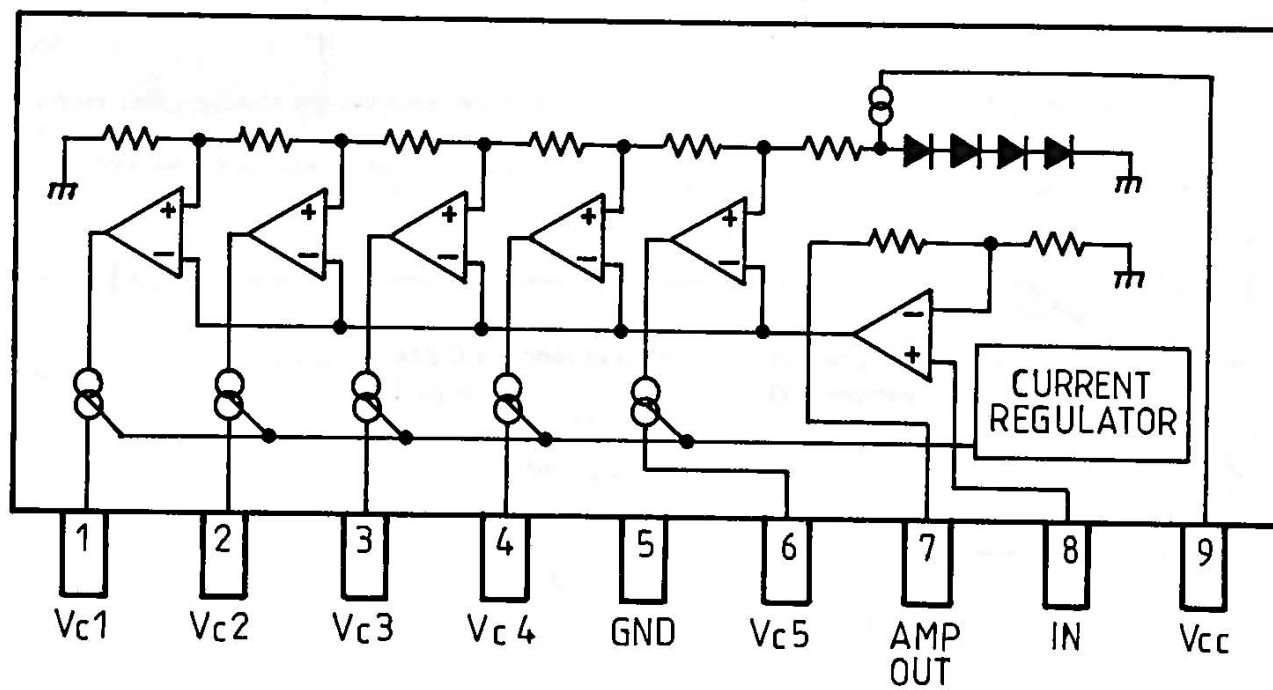 + + + + +
− − − − −
−
+
CURRENT
REGULATOR
1 2 3 4 5 6 7 8 9
Vc1 Vc2 Vc3 Vc4 GND Vc5 AMP OUT IN Vcc